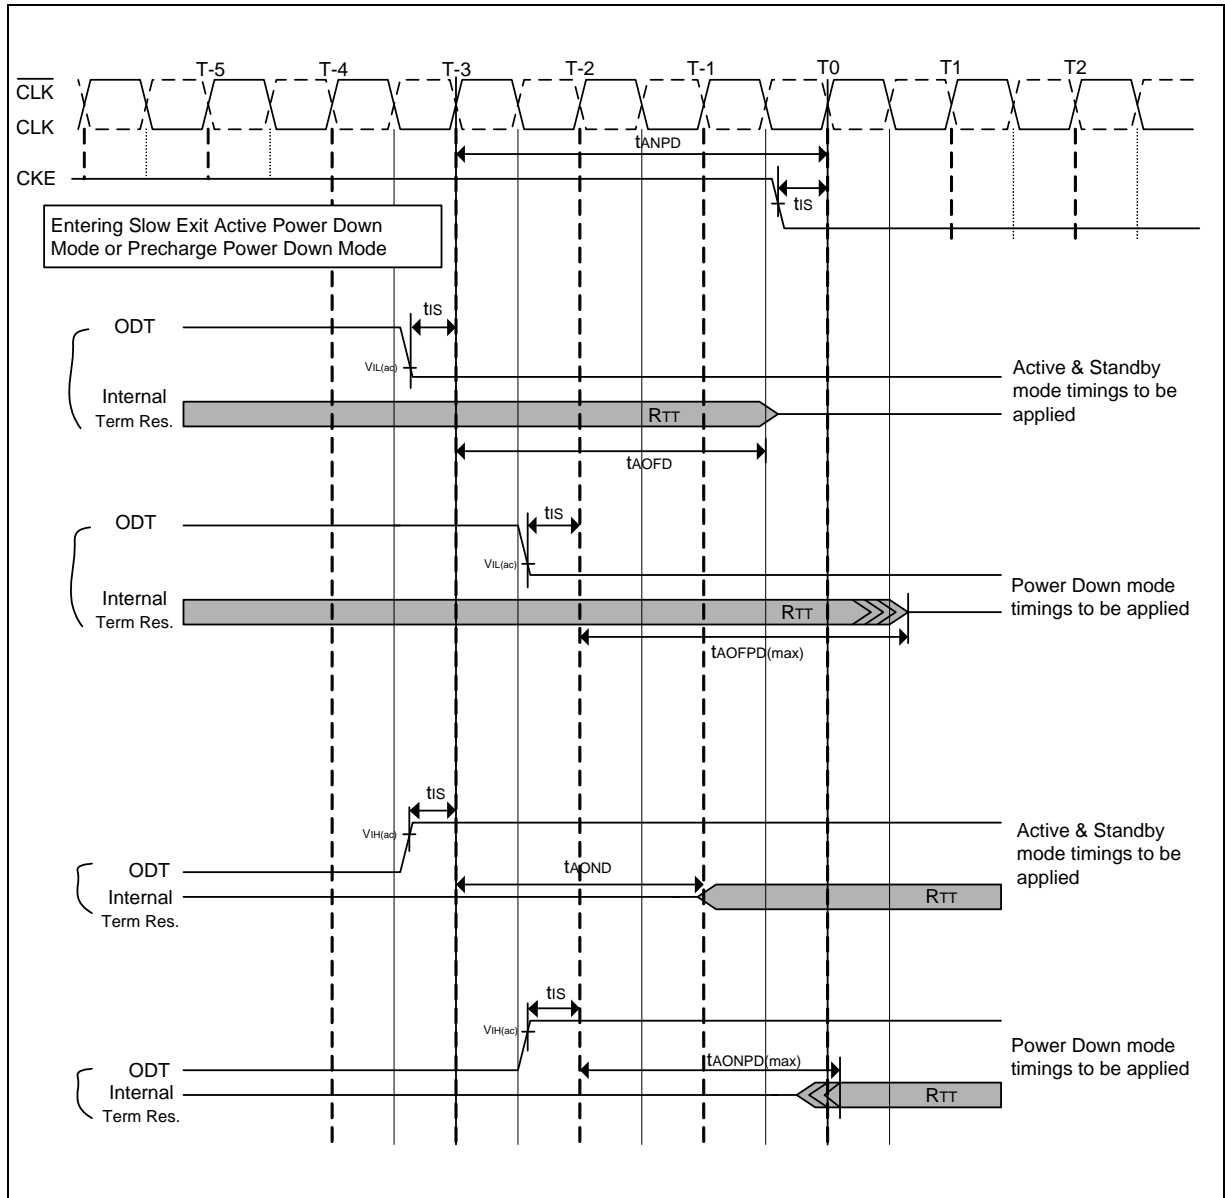 T-5 T-4 T-3 T-2 T-1 T0 T1 T2
CLK
CLK
tANPD
CKE
tIS
Entering Slow Exit Active Power Down
Mode or Precharge Power Down Mode
tIS
ODT
VIL(ac)
Active & Standby
mode timings to be
applied
Internal
Term Res.
RTT
tAOFD
tIS
ODT
VIL(ac)
Power Down mode
timings to be applied
Internal
Term Res.
RTT
tAOFPD(max)
tIS
VIH(ac)
Active & Standby
mode timings to be
applied
ODT
tAOND
Internal
Term Res.
RTT
tIS
VIH(ac)
Power Down mode
timings to be applied
ODT
tAONPD(max)
Internal
Term Res.
RTT